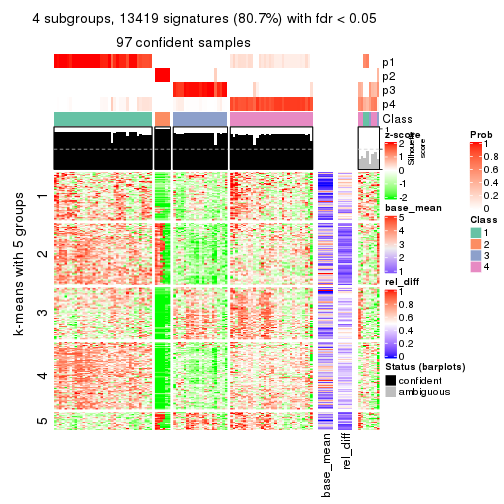 4 subgroups, 13419 signatures (80.7%) with fdr < 0.05
97 confident samples
p1
p2
p3
p4
Class
1
Silhouette
score
k-means with 5 groups
1
2
3
4
5
base_mean
rel_diff
z-score
2
1
0
-1
-2
base_mean
5
4
3
2
1
rel_diff
1
0.8
0.6
0.4
0.2
0
Status (barplots)
confident
ambiguous
Prob
1
0.8
0.6
0.4
0.2
0
Class
1
2
3
4